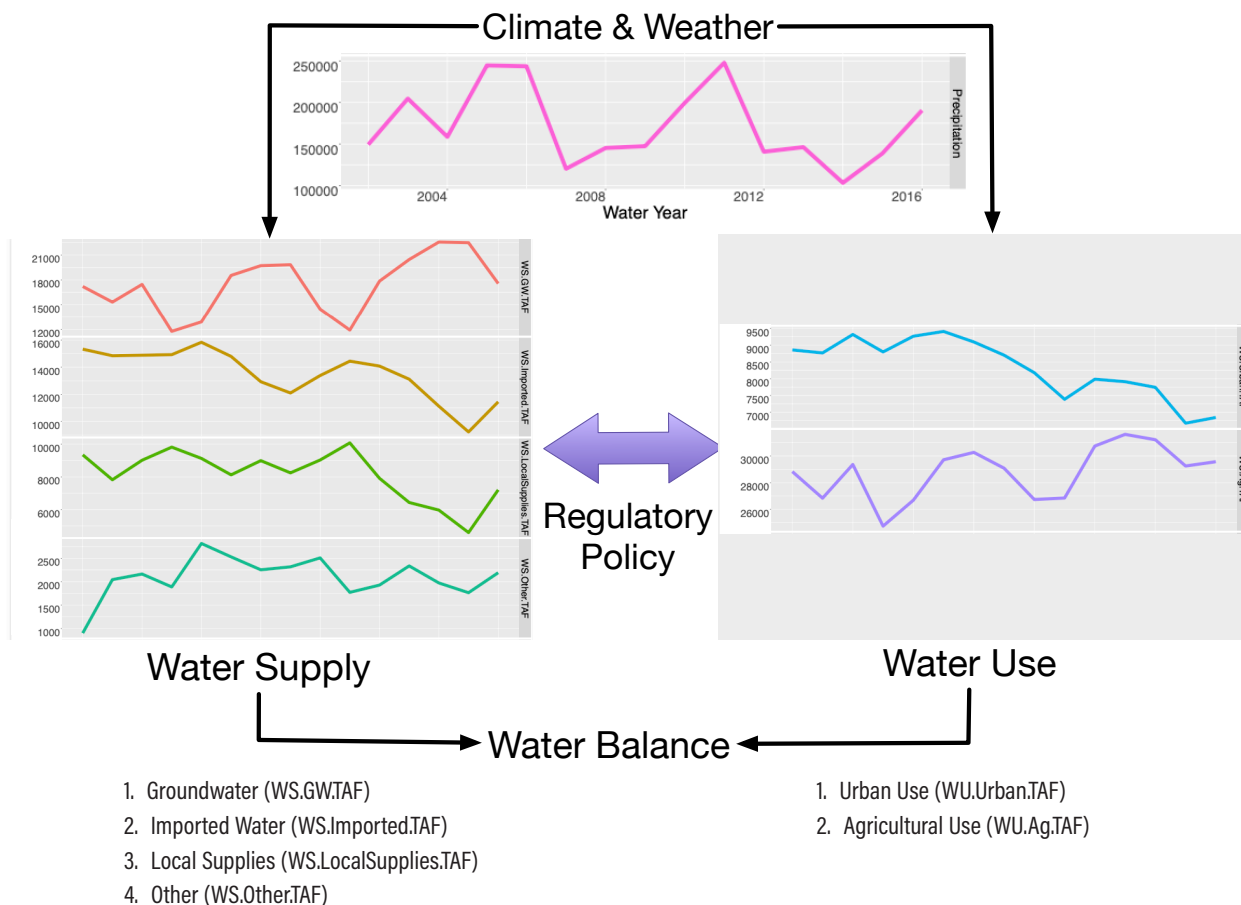 Climate & Weather
250000
200000
150000
100000
Precipitation
2004
2008
2012
2016
Water Year
21000
18000
15000
12000
WS.GW.TAF
16000
14000
12000
10000
WS.Imported.TAF
10000
8000
6000
WS.LocalSupplies.TAF
2500
2000
1500
1000
WS.Other.TAF
9500
9000
8500
8000
7500
7000
30000
28000
26000
Regulatory
Policy
Water Supply
Water Use
Water Balance
1. Groundwater (WS.GW.TAF)
2. Imported Water (WS.Imported.TAF)
3. Local Supplies (WS.LocalSupplies.TAF)
4. Other (WS.Other.TAF)
1. Urban Use (WU.Urban.TAF)
2. Agricultural Use (WU.Ag.TAF)